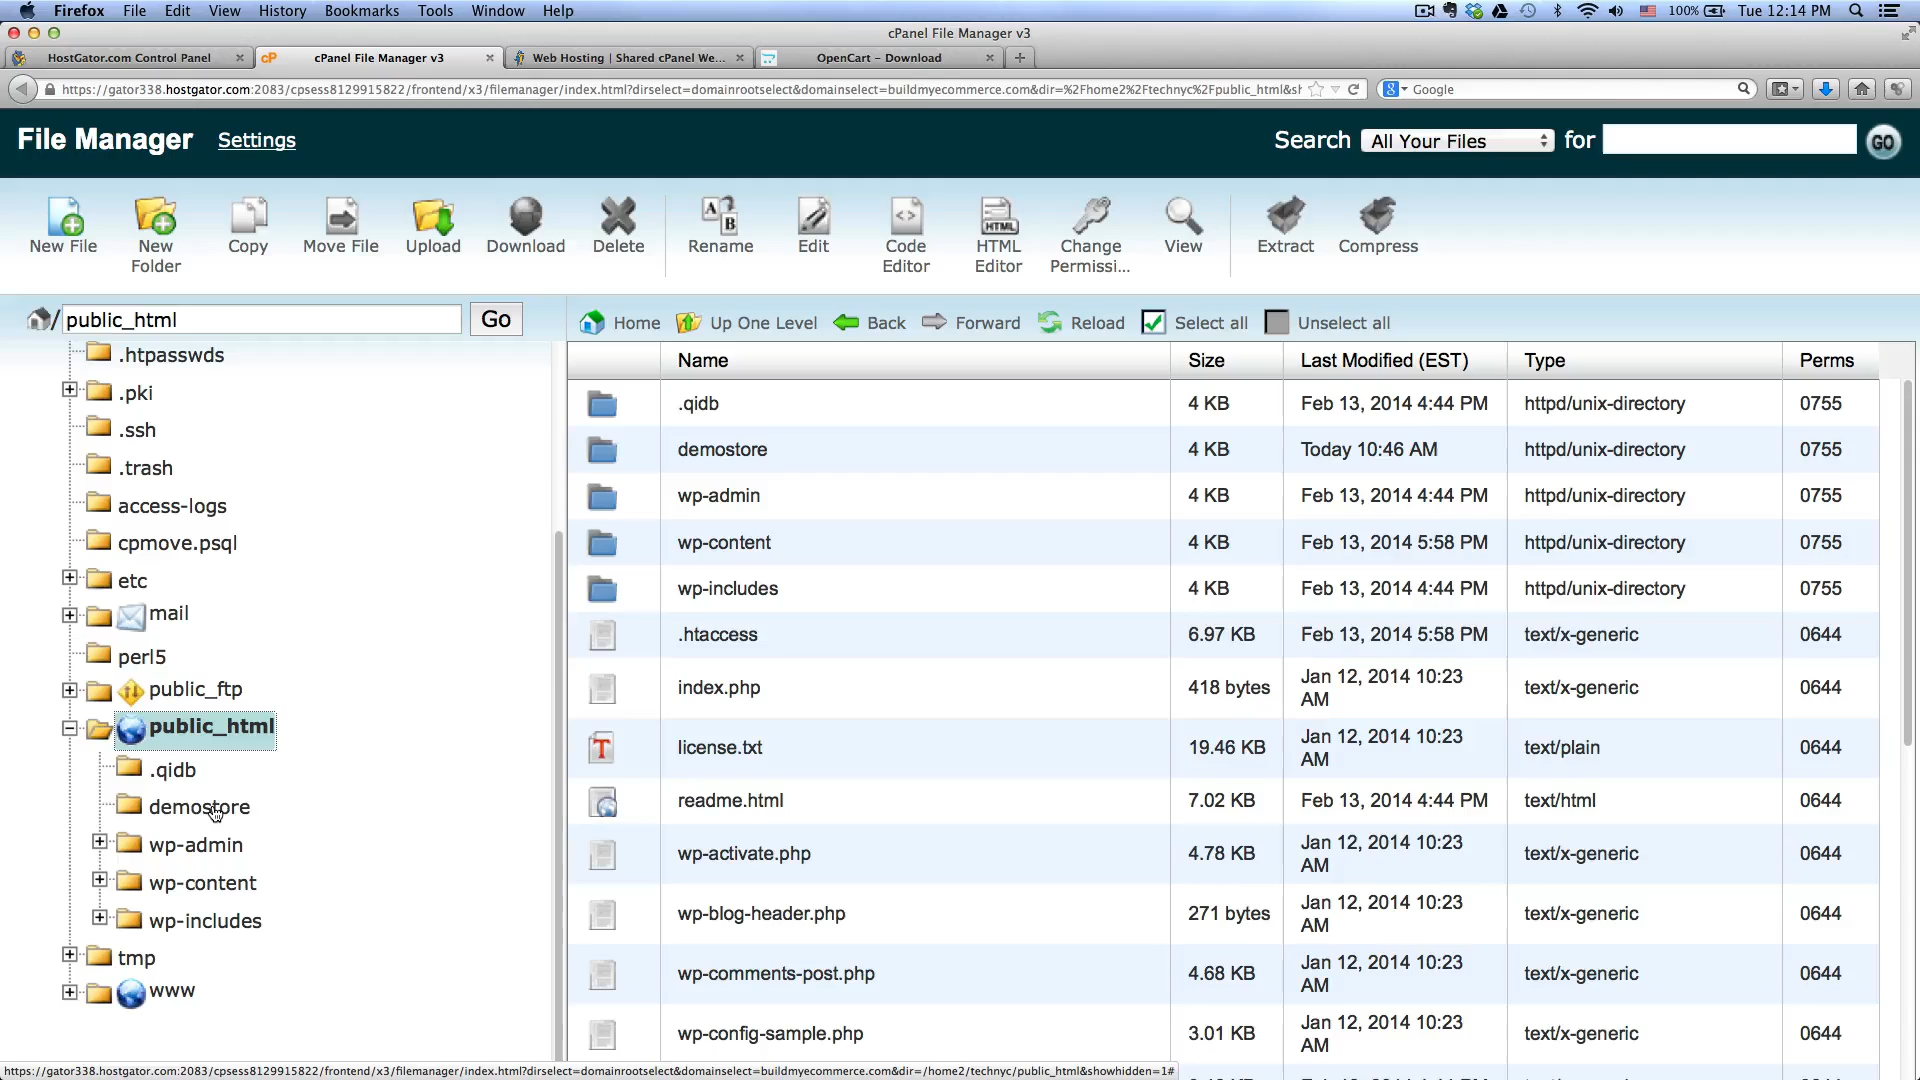 Firefox File Edit View History Bookmarks Tools Window Help 100% Tue 12:14 PM
cPanel File Manager v3
HostGator.com Control Panel cPanel File Manager v3 Web Hosting | Shared cPanel We... OpenCart - Download
https://gator338.hostgator.com:2083/cpsess8129915822/frontend/x3/filemanager/index.html?dirselect=domainrootselect&domainselect=buildmyecommerce.com&dir=%2Fhome2%2Ftechnyc%2Fpublic_html&sh Google
File Manager Settings Search All Your Files for GO
New File
New Folder
Copy
Move File
Upload
Download
Delete
Rename
Edit
Code Editor
HTML Editor
Change Permissi...
View
Extract
Compress
/ public_html Go
Home Up One Level Back Forward Reload Select all Unselect all
.htpasswds
.pki
.ssh
.trash
access-logs
cpmove.psql
etc
mail
perl5
public_ftp
public_html
.qidb
demostore
wp-admin
wp-content
wp-includes
tmp
www
Name Size Last Modified (EST) Type Perms
.qidb 4 KB Feb 13, 2014 4:44 PM httpd/unix-directory 0755
demostore 4 KB Today 10:46 AM httpd/unix-directory 0755
wp-admin 4 KB Feb 13, 2014 4:44 PM httpd/unix-directory 0755
wp-content 4 KB Feb 13, 2014 5:58 PM httpd/unix-directory 0755
wp-includes 4 KB Feb 13, 2014 4:44 PM httpd/unix-directory 0755
.htaccess 6.97 KB Feb 13, 2014 5:58 PM text/x-generic 0644
index.php 418 bytes Jan 12, 2014 10:23 AM text/x-generic 0644
license.txt 19.46 KB Jan 12, 2014 10:23 AM text/plain 0644
readme.html 7.02 KB Feb 13, 2014 4:44 PM text/html 0644
wp-activate.php 4.78 KB Jan 12, 2014 10:23 AM text/x-generic 0644
wp-blog-header.php 271 bytes Jan 12, 2014 10:23 AM text/x-generic 0644
wp-comments-post.php 4.68 KB Jan 12, 2014 10:23 AM text/x-generic 0644
wp-config-sample.php 3.01 KB Jan 12, 2014 10:23 AM text/x-generic 0644
https://gator338.hostgator.com:2083/cpsess8129915822/frontend/x3/filemanager/index.html?dirselect=domainrootselect&domainselect=buildmyecommerce.com&dir=/home2/technyc/public_html&showhidden=1#